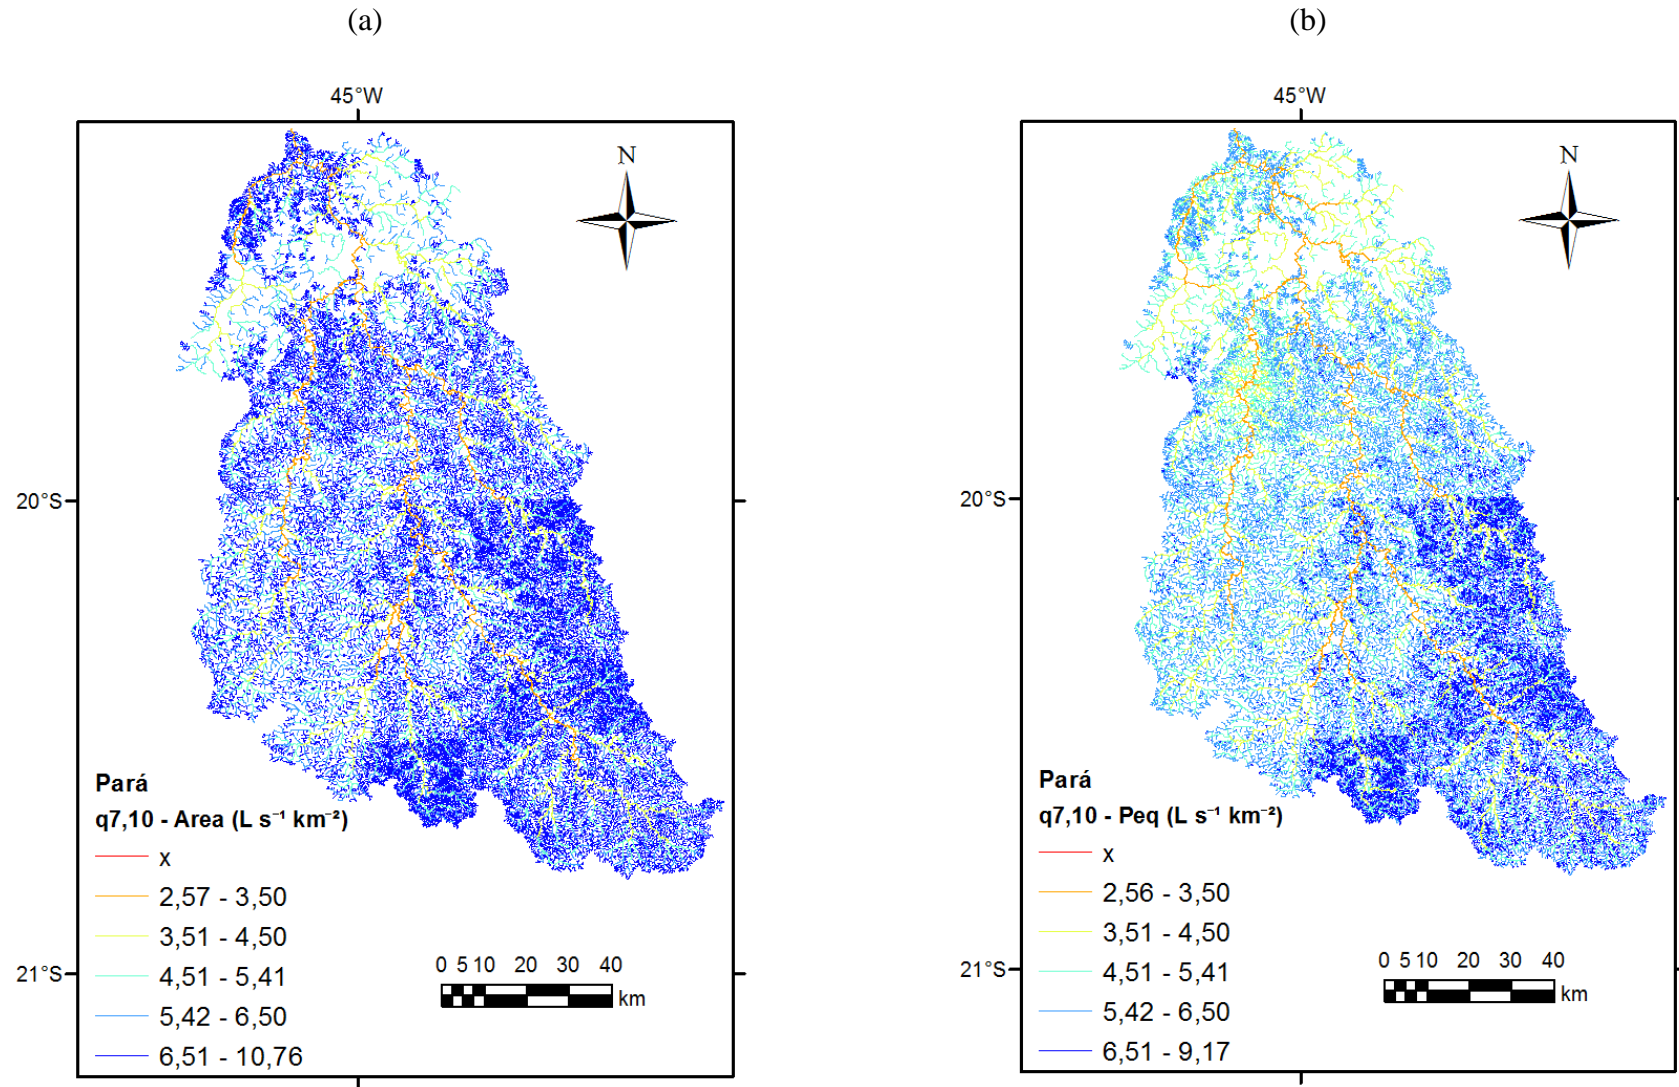 (a)
45°W
N
20°S
21°S
Pará
q7,10 - Area (L s⁻¹ km⁻²)
x
2,57 - 3,50
3,51 - 4,50
4,51 - 5,41
5,42 - 6,50
6,51 - 10,76
0 5 10 20 30 40
km
(b)
45°W
N
20°S
21°S
Pará
q7,10 - Peq (L s⁻¹ km⁻²)
x
2,56 - 3,50
3,51 - 4,50
4,51 - 5,41
5,42 - 6,50
6,51 - 9,17
0 5 10 20 30 40
km